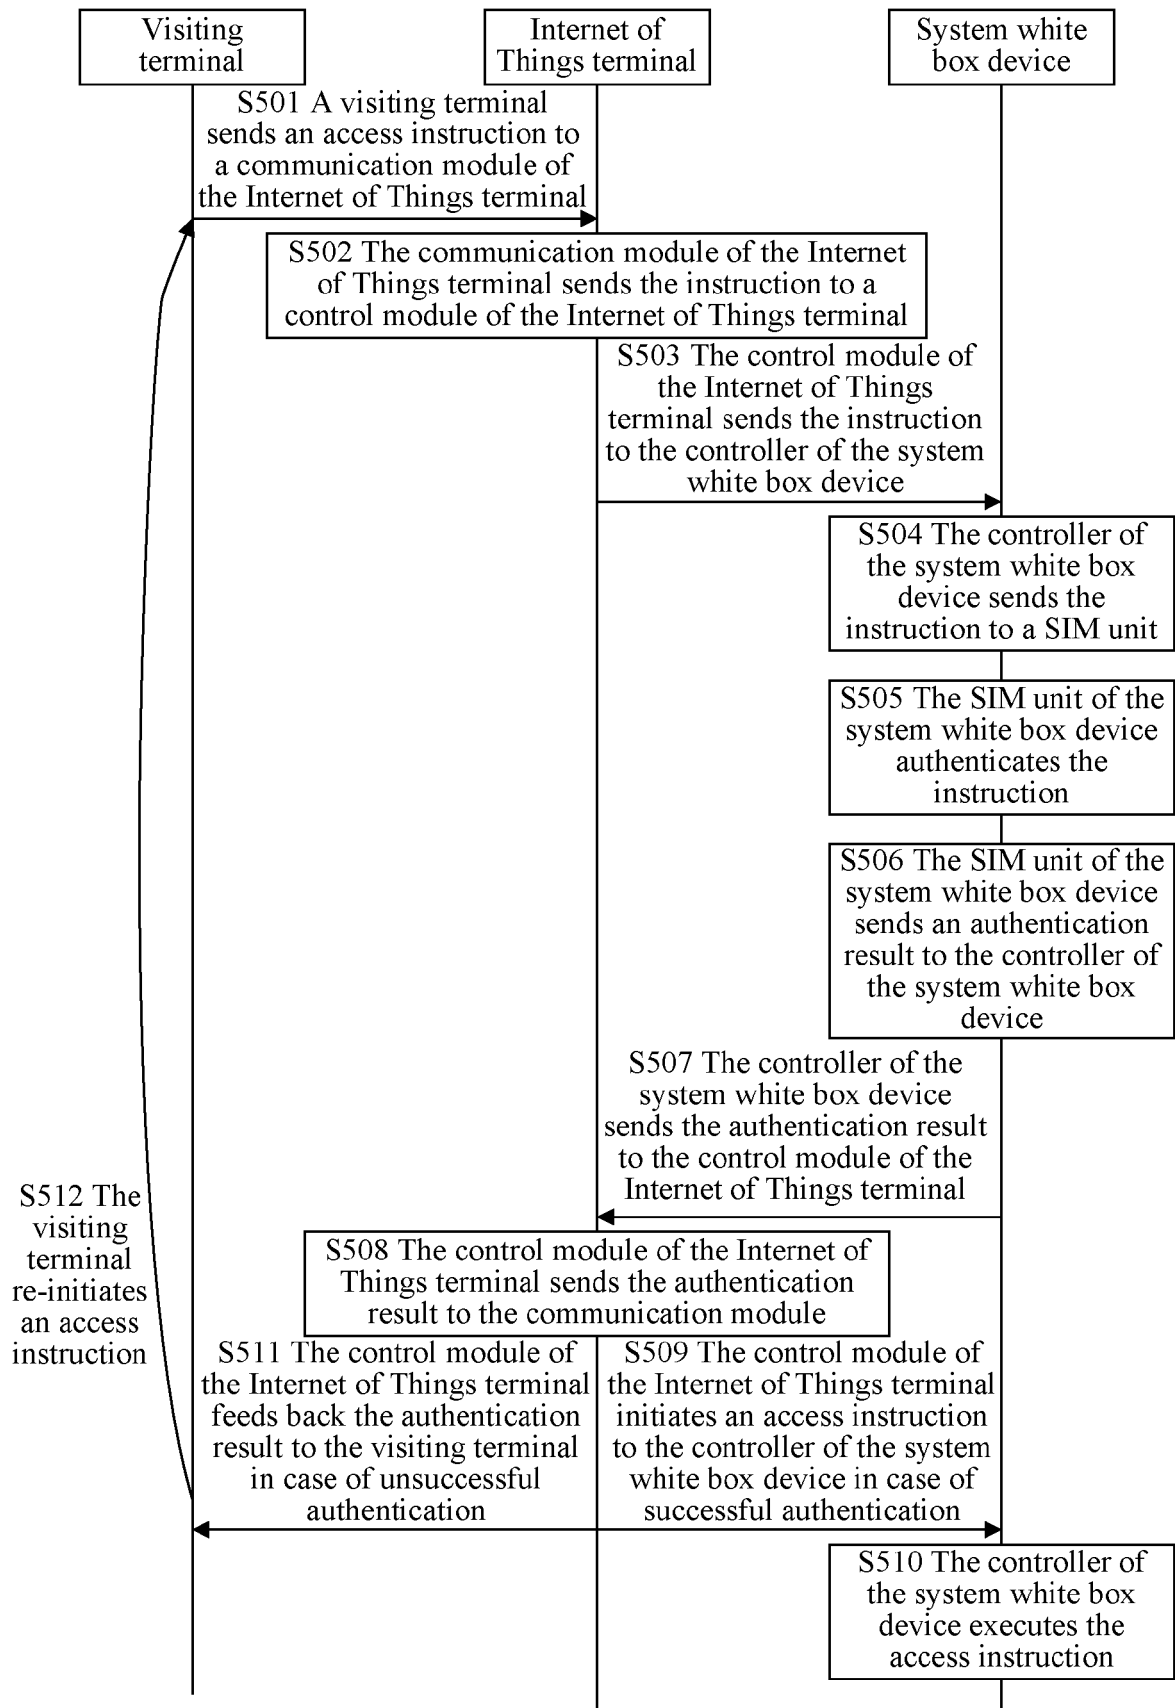 Visiting
terminal
Internet of
Things terminal
System white
box device
S501 A visiting terminal
sends an access instruction to
a communication module of
the Internet of Things terminal
S502 The communication module of the Internet
of Things terminal sends the instruction to a
control module of the Internet of Things terminal
S503 The control module of
the Internet of Things
terminal sends the instruction
to the controller of the system
white box device
S504 The controller of
the system white box
device sends the
instruction to a SIM unit
S505 The SIM unit of the
system white box device
authenticates the
instruction
S506 The SIM unit of the
system white box device
sends an authentication
result to the controller of
the system white box
device
S507 The controller of the
system white box device
sends the authentication result
to the control module of the
Internet of Things terminal
S512 The
visiting
terminal
re-initiates
an access
instruction
S508 The control module of the Internet of
Things terminal sends the authentication
result to the communication module
S511 The control module of
the Internet of Things terminal
feeds back the authentication
result to the visiting terminal
in case of unsuccessful
authentication
S509 The control module of
the Internet of Things terminal
initiates an access instruction
to the controller of the system
white box device in case of
successful authentication
S510 The controller of
the system white box
device executes the
access instruction